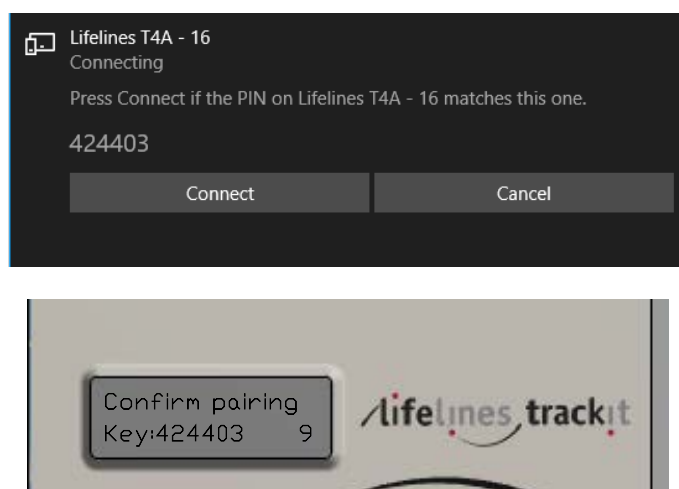 Lifelines T4A - 16
Connecting
Press Connect if the PIN on Lifelines T4A - 16 matches this one.
424403
Connect Cancel
Confirm pairing
Key:424403 9
lifelines trackit